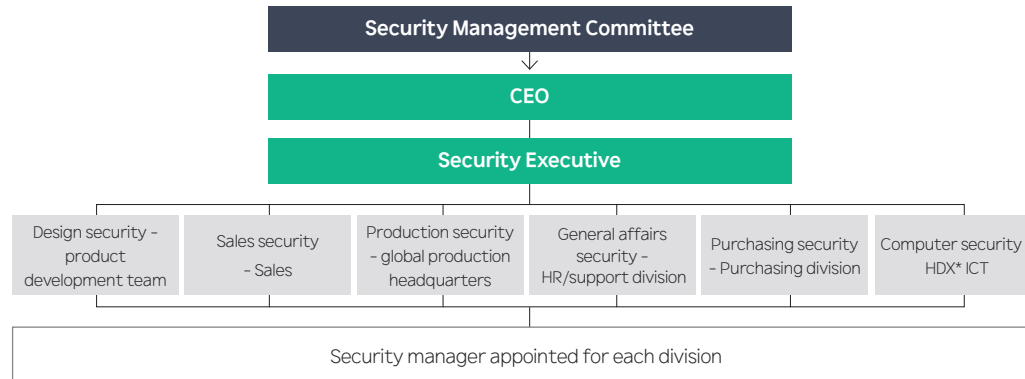 Security Management Committee
CEO
Security Executive
Design security –
product
development team
Sales security
– Sales
Production security
– global production
headquarters
General affairs
security –
HR/support division
Purchasing security
– Purchasing division
Computer security
HDX* ICT
Security manager appointed for each division